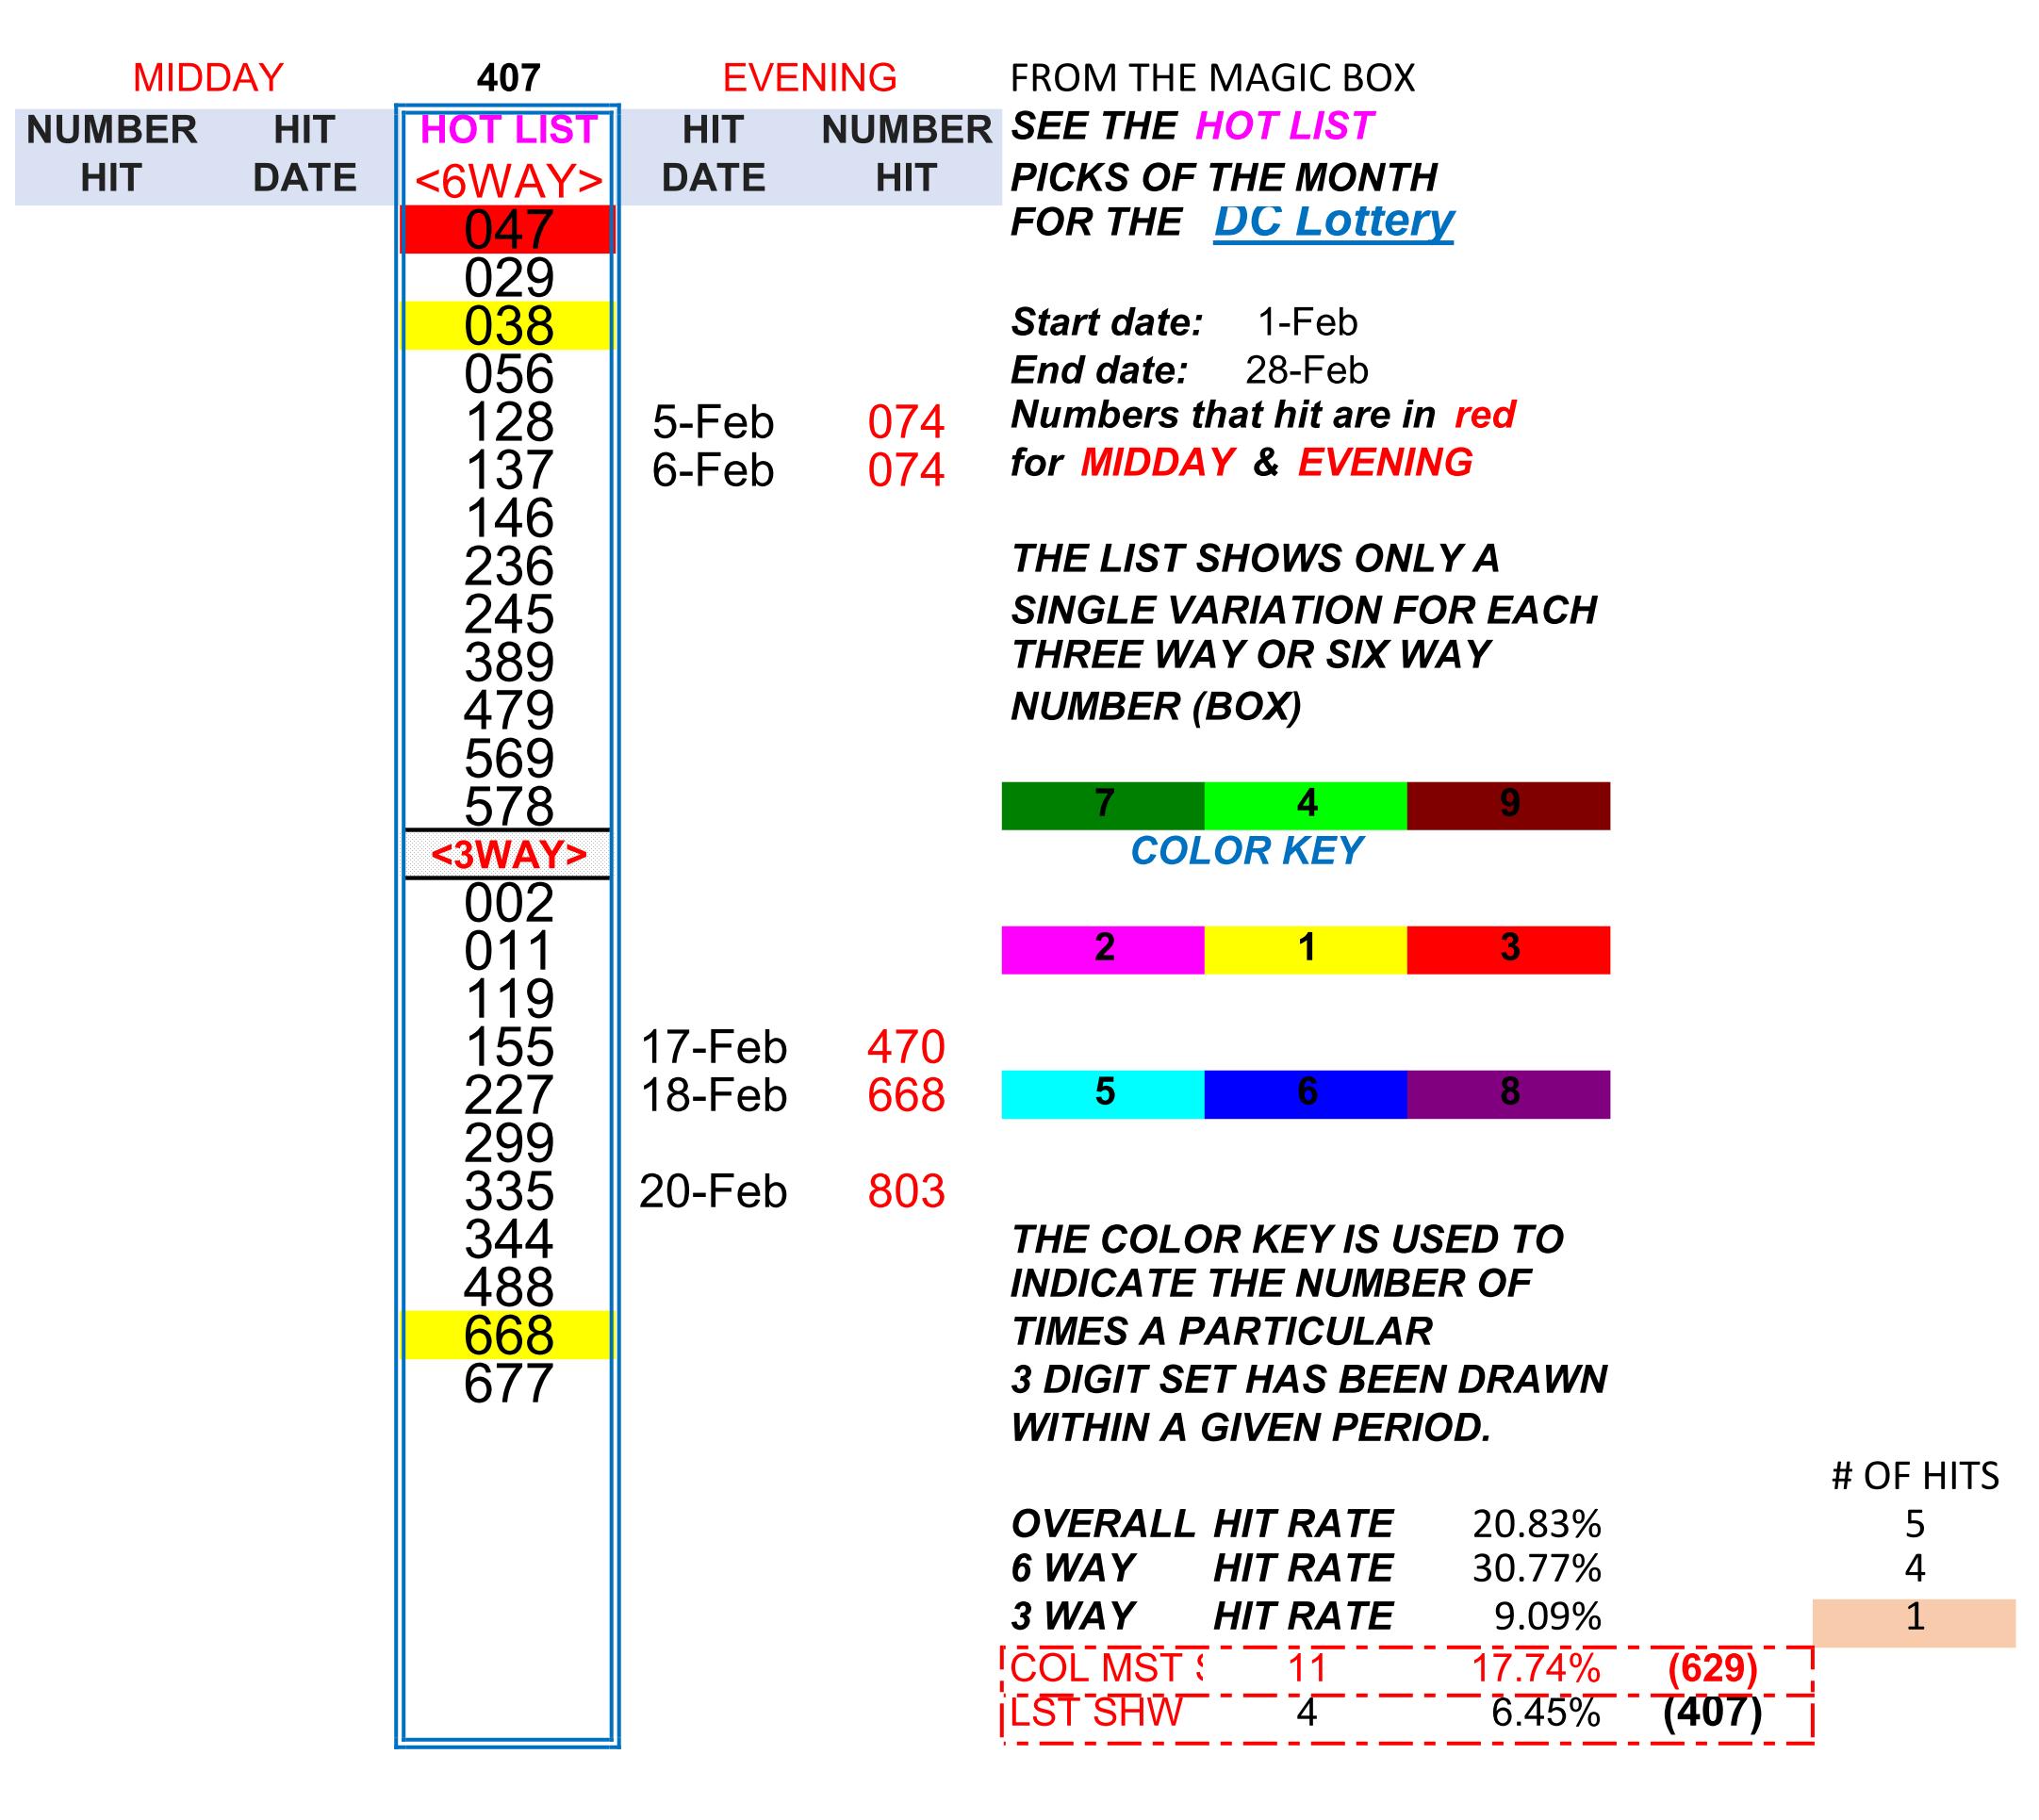 MIDDAY 407 EVENING FROM THE MAGIC BOX
NUMBER HIT HOT LIST HIT NUMBER SEE THE HOT LIST
HIT DATE <6WAY> DATE HIT PICKS OF THE MONTH
047 FOR THE DC Lottery
029
038 Start date: 1-Feb
056 End date: 28-Feb
128 5-Feb 074 Numbers that hit are in red
137 6-Feb 074 for MIDDAY & EVENING
146
236 THE LIST SHOWS ONLY A
245 SINGLE VARIATION FOR EACH
389 THREE WAY OR SIX WAY
479 NUMBER (BOX)
569
578 7 4 9
<3WAY> COLOR KEY
002
011 2 1 3
119
155 17-Feb 470
227 18-Feb 668 5 6 8
299
335 20-Feb 803
344 THE COLOR KEY IS USED TO
488 INDICATE THE NUMBER OF
668 TIMES A PARTICULAR
677 3 DIGIT SET HAS BEEN DRAWN
WITHIN A GIVEN PERIOD.
# OF HITS
OVERALL HIT RATE 20.83% 5
6 WAY HIT RATE 30.77% 4
3 WAY HIT RATE 9.09% 1
COL MST 11 17.74% (629)
LST SHW 4 6.45% (407)